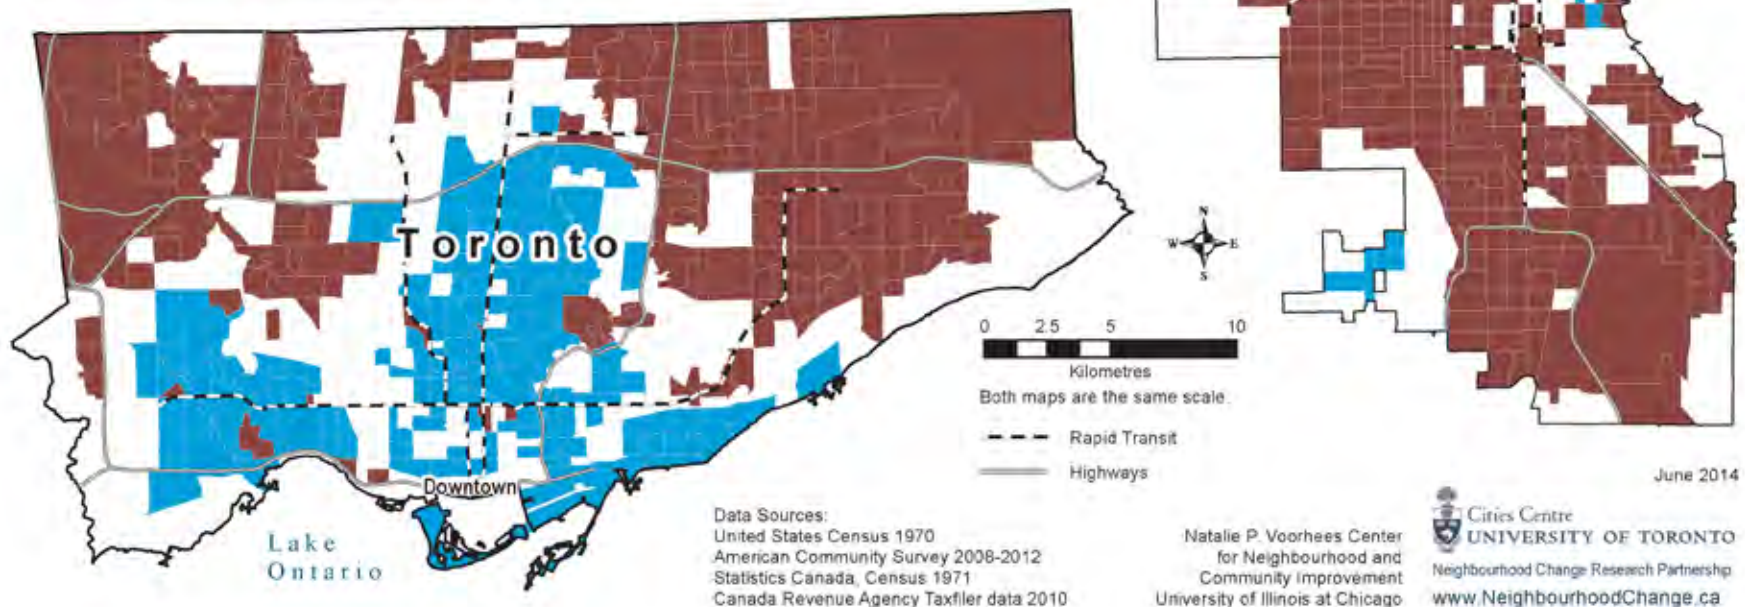 Toronto
Downtown
Lake
Ontario
N
W
E
S
0 2.5 5 10
Kilometres
Both maps are the same scale.
Rapid Transit
Highways
Data Sources:
United States Census 1970
American Community Survey 2008-2012
Statistics Canada, Census 1971
Canada Revenue Agency Taxfiler data 2010
Natalie P. Voorhees Center
for Neighbourhood and
Community Improvement
University of Illinois at Chicago
June 2014
Cities Centre
UNIVERSITY OF TORONTO
Neighbourhood Change Research Partnership
www.NeighbourhoodChange.ca